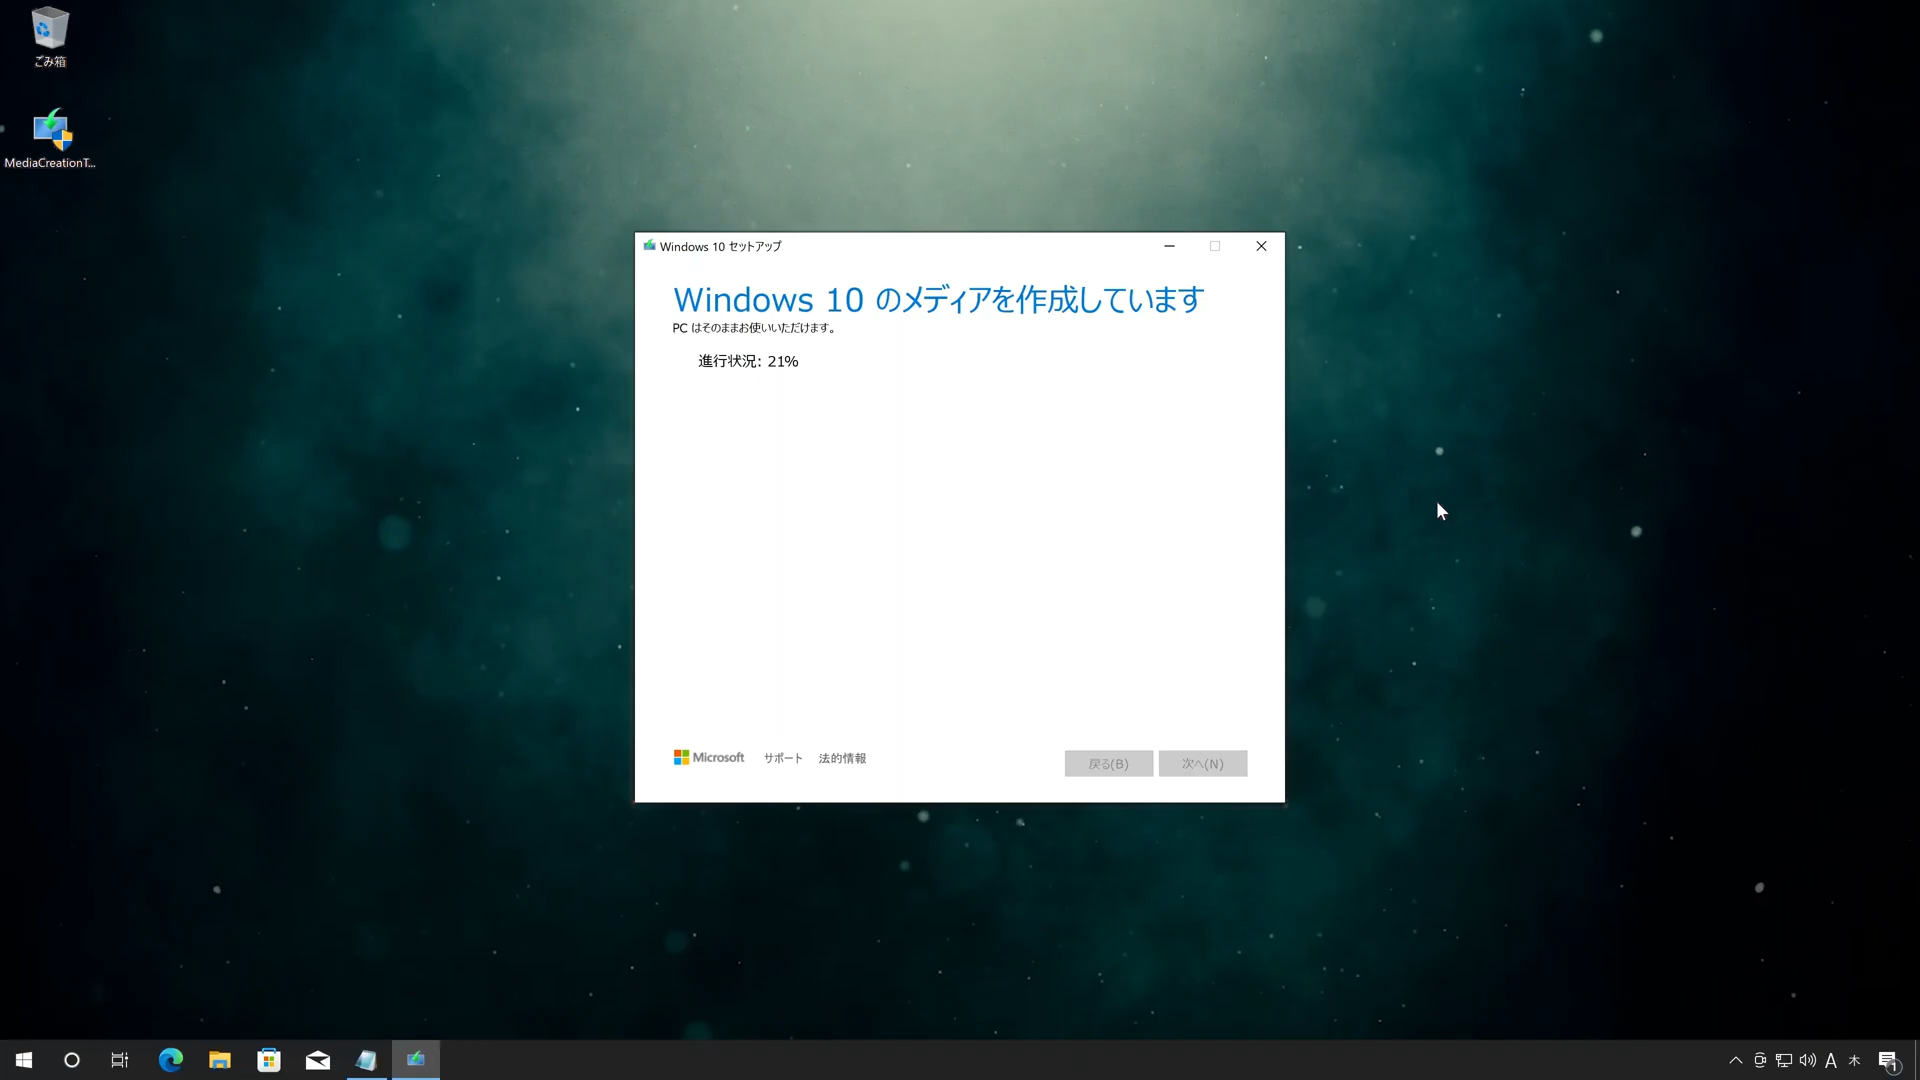 ごみ箱
MediaCreationT...
Windows 10 セットアップ
Windows 10 のメディアを作成しています
PC はそのままお使いいただけます。
進行状況: 21%
Microsoft サポート 法的情報
戻る(B) 次へ(N)
A 木 1